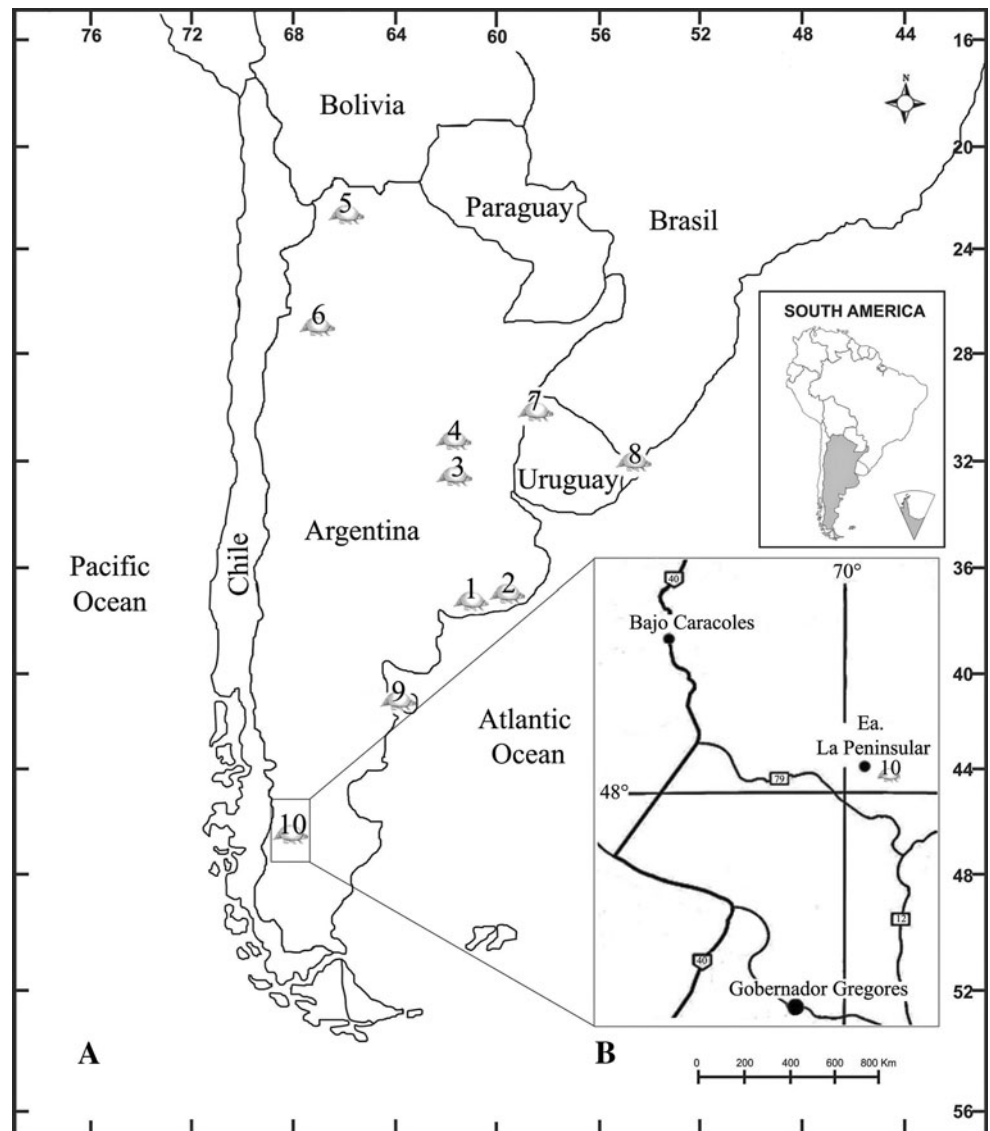 76 72 68 64 60 56 52 48 44
16
N
Bolivia
20
5
Paraguay
Brasil
24
6
SOUTH AMERICA
28
7
4
8
3
Uruguay
32
Argentina
Pacific
Ocean
Chile
1
2
36
40
70°
Bajo Caracoles
40
9
Atlantic
Ocean
Ea.
La Peninsular
10
44
79
48°
10
48
12
40
Gobernador Gregores
52
A
B
0 200 400 600 800 Km
56